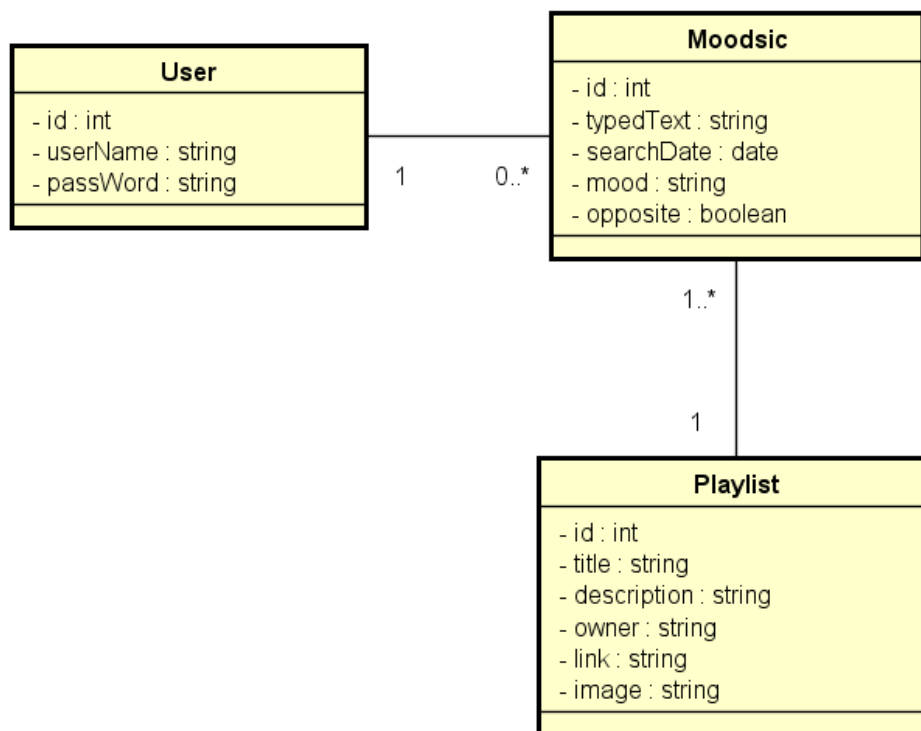 User
- id : int
- userName : string
- passWord : string
1
0..*
Moodsic
- id : int
- typedText : string
- searchDate : date
- mood : string
- opposite : boolean
1..*
1
Playlist
- id : int
- title : string
- description : string
- owner : string
- link : string
- image : string